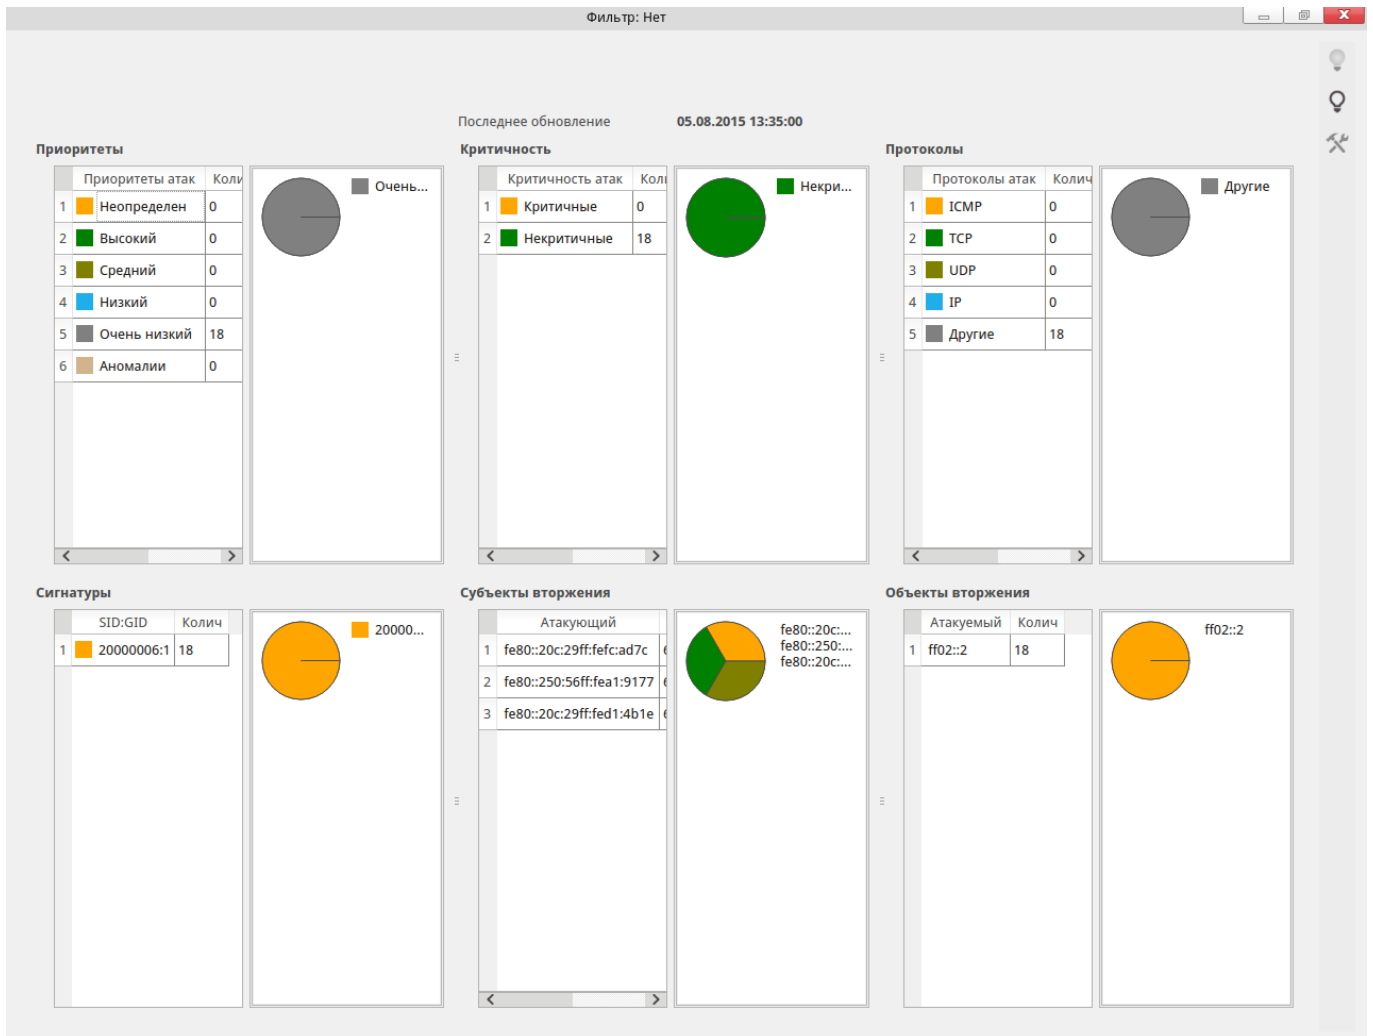 Фильтр: Нет
Последнее обновление 05.08.2015 13:35:00
Приоритеты
Приоритеты атак Коли
1 Неопределен 0
2 Высокий 0
3 Средний 0
4 Низкий 0
5 Очень низкий 18
6 Аномалии 0
Очень...
Критичность
Критичность атак Коли
1 Критичные 0
2 Некритичные 18
Некри...
Протоколы
Протоколы атак Колич
1 ICMP 0
2 TCP 0
3 UDP 0
4 IP 0
5 Другие 18
Другие
Сигнатуры
SID:GID Колич
1 20000006:1 18
20000...
Субъекты вторжения
Атакующий
1 fe80::20c:29ff:fefc:ad7c
2 fe80::250:56ff:fea1:9177
3 fe80::20c:29ff:fed1:4b1e
fe80::20c:...
fe80::250:...
fe80::20c:...
Объекты вторжения
Атакуемый Колич
1 ff02::2 18
ff02::2